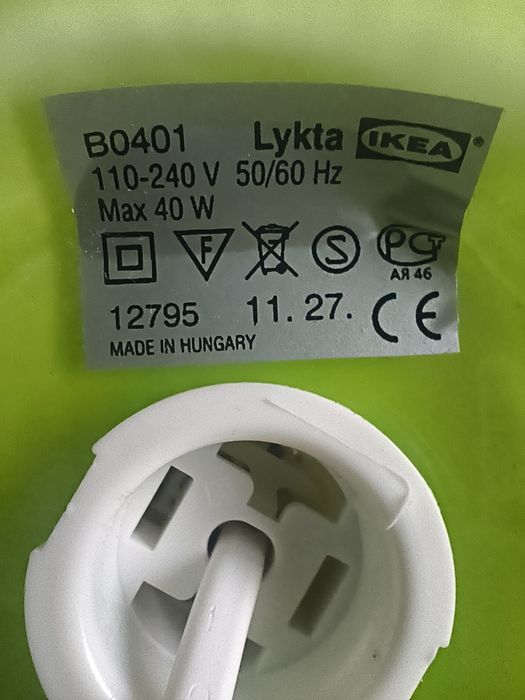 B0401 Lykta IKEA®
110-240 V 50/60 Hz
Max 40 W
F S PCT
АЯ 46
12795 11. 27. CE
MADE IN HUNGARY